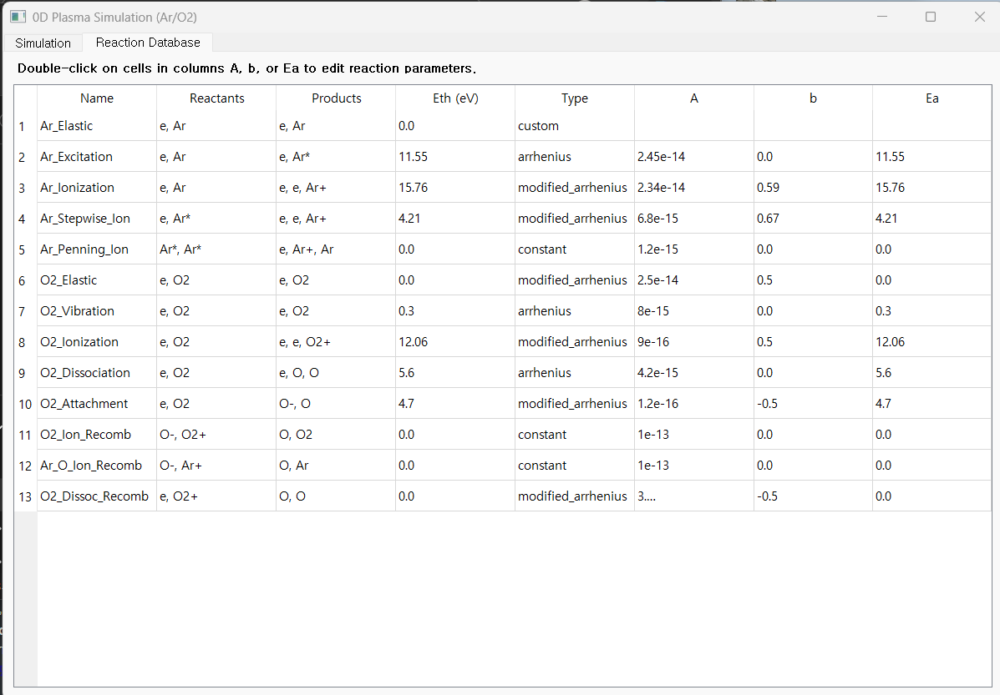 0D Plasma Simulation (Ar/O2)
Simulation Reaction Database
Double-click on cells in columns A, b, or Ea to edit reaction parameters.
Name Reactants Products Eth (eV) Type A b Ea
1 Ar_Elastic e, Ar e, Ar 0.0 custom
2 Ar_Excitation e, Ar e, Ar* 11.55 arrhenius 2.45e-14 0.0 11.55
3 Ar_Ionization e, Ar e, e, Ar+ 15.76 modified_arrhenius 2.34e-14 0.59 15.76
4 Ar_Stepwise_Ion e, Ar* e, e, Ar+ 4.21 modified_arrhenius 6.8e-15 0.67 4.21
5 Ar_Penning_Ion Ar*, Ar* e, Ar+, Ar 0.0 constant 1.2e-15 0.0 0.0
6 O2_Elastic e, O2 e, O2 0.0 modified_arrhenius 2.5e-14 0.5 0.0
7 O2_Vibration e, O2 e, O2 0.3 arrhenius 8e-15 0.0 0.3
8 O2_Ionization e, O2 e, e, O2+ 12.06 modified_arrhenius 9e-16 0.5 12.06
9 O2_Dissociation e, O2 e, O, O 5.6 arrhenius 4.2e-15 0.0 5.6
10 O2_Attachment e, O2 O-, O 4.7 modified_arrhenius 1.2e-16 -0.5 4.7
11 O2_Ion_Recomb O-, O2+ O, O2 0.0 constant 1e-13 0.0 0.0
12 Ar_O_Ion_Recomb O-, Ar+ O, Ar 0.0 constant 1e-13 0.0 0.0
13 O2_Dissoc_Recomb e, O2+ O, O 0.0 modified_arrhenius 3.... -0.5 0.0